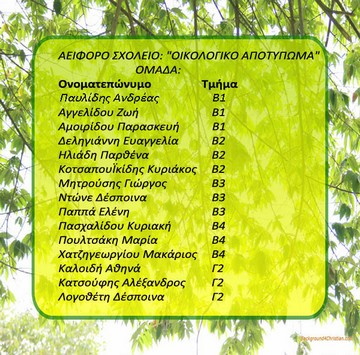 ΑΕΙΦΟΡΟ ΣΧΟΛΕΙΟ: "ΟΙΚΟΛΟΓΙΚΟ ΑΠΟΤΥΠΩΜΑ"
ΟΜΑΔΑ:
Ονοματεπώνυμο Τμήμα
Παυλίδης Ανδρέας Β1
Αγγελίδου Ζωή Β1
Αμοιρίδου Παρασκευή Β1
Δεληγιάννη Ευαγγελία Β2
Ηλιάδη Παρθένα Β2
Κοτσαπουϊκίδης Κυριάκος Β2
Μητρούσης Γιώργος Β3
Ντώνε Δέσποινα Β3
Παππά Ελένη Β3
Πασχαλίδου Κυριακή Β4
Πουλτσάκη Μαρία Β4
Χατζηγεωργίου Μακάριος Β4
Καλοιδή Αθηνά Γ2
Κατσούφης Αλέξανδρος Γ2
Λογοθέτη Δέσποινα Γ2